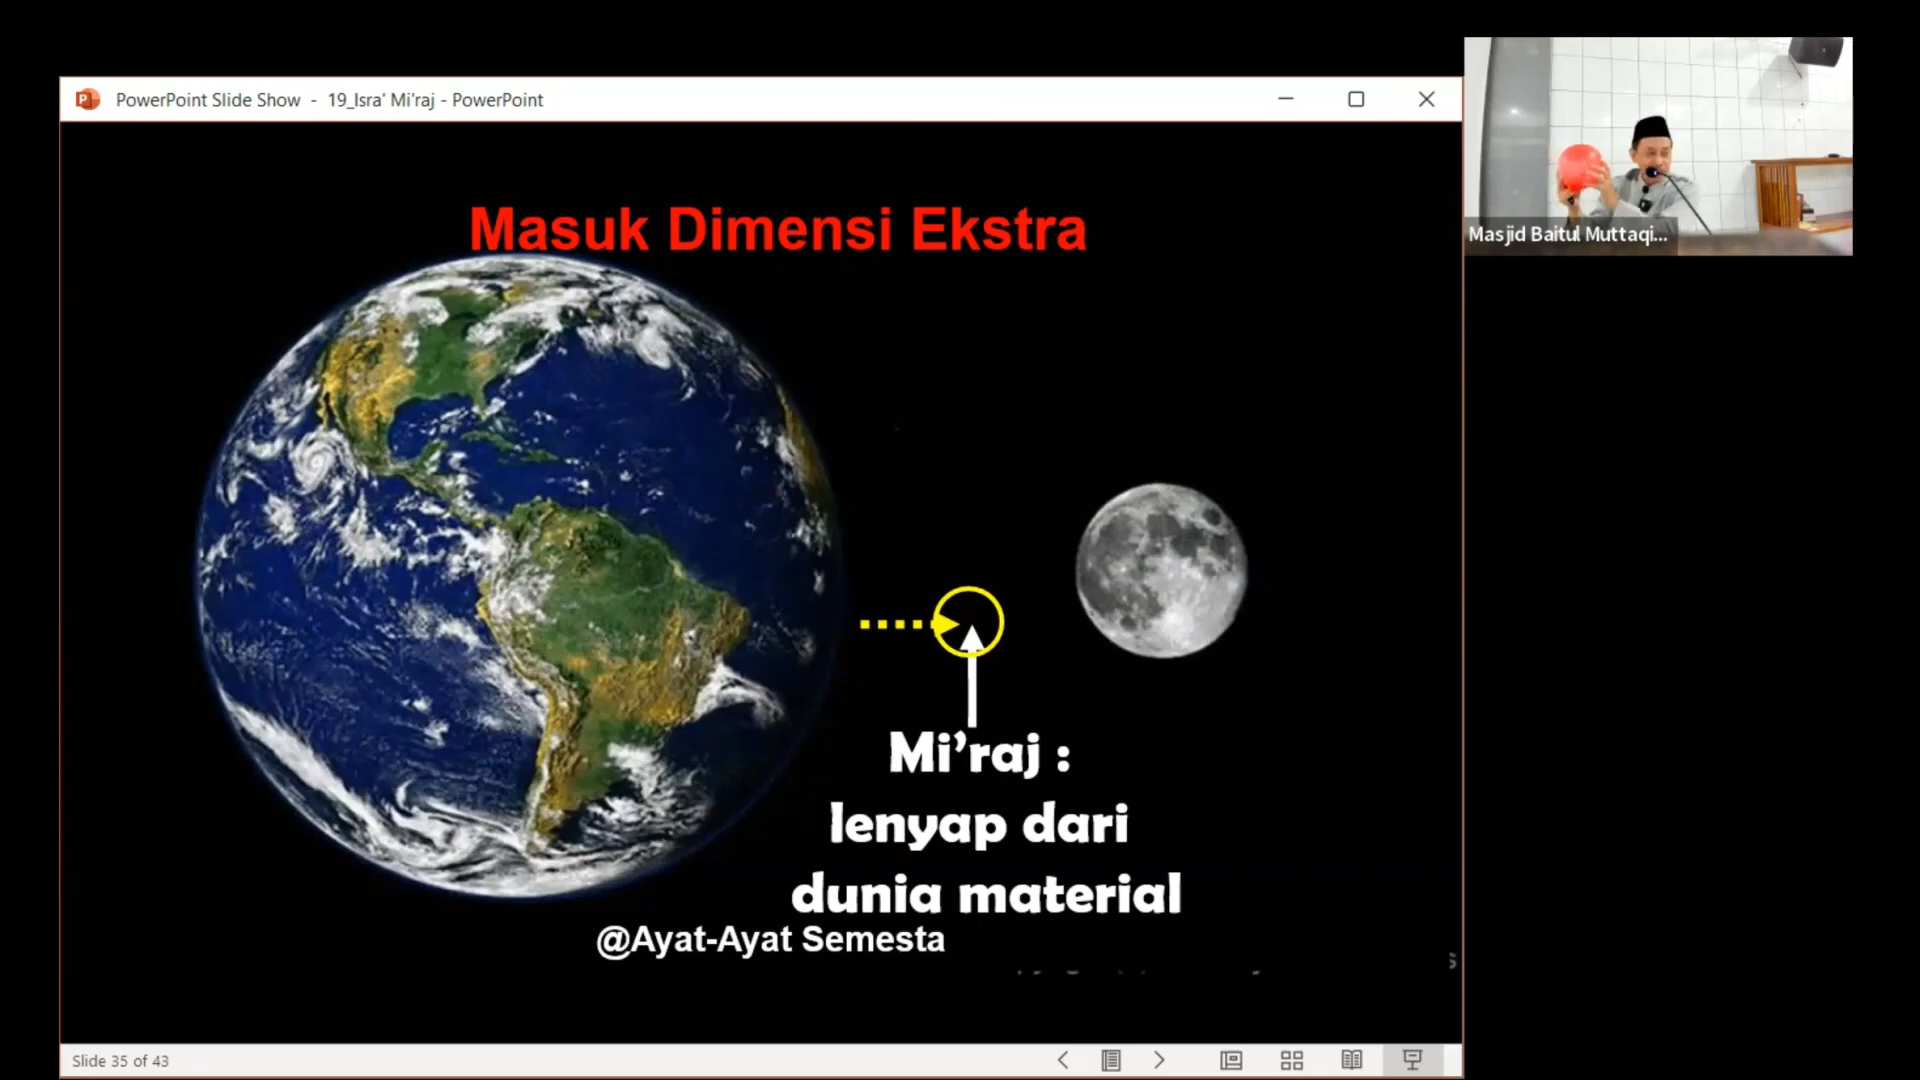 PowerPoint Slide Show - 19_Isra' Mi'raj - PowerPoint
Masuk Dimensi Ekstra
Mi'raj :
lenyap dari
dunia material
@Ayat-Ayat Semesta
Slide 35 of 43
Masjid Baitul Muttaqi...